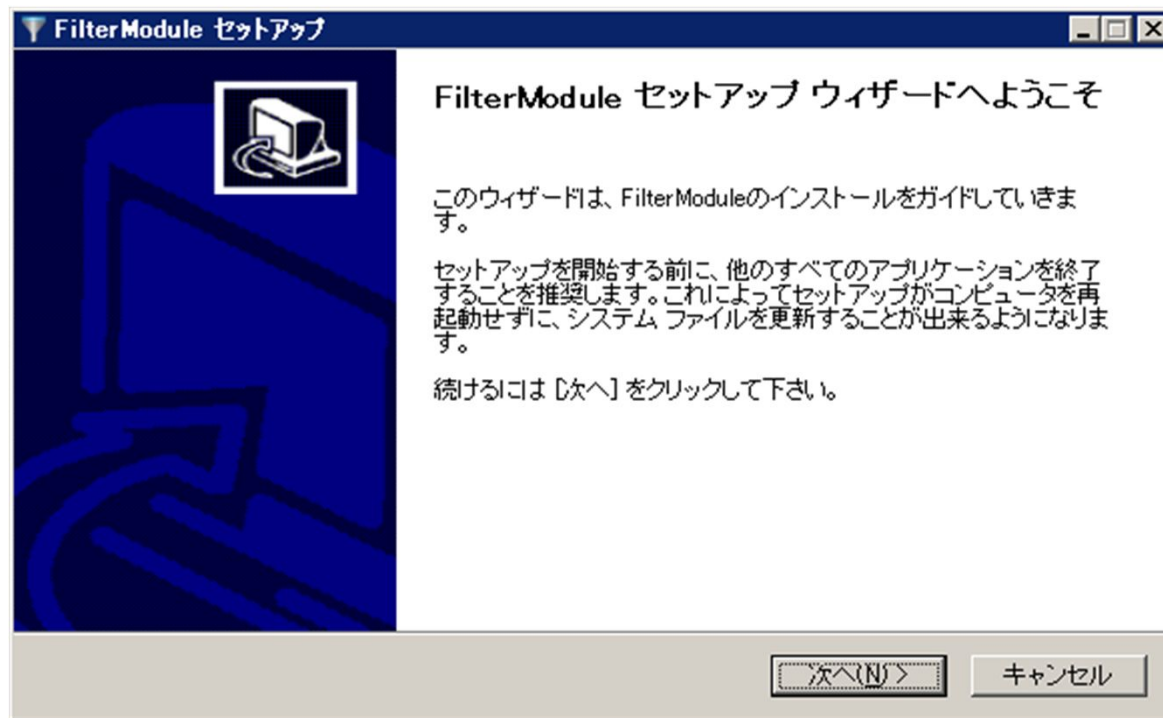 FilterModule セットアップ
FilterModule セットアップ ウィザードへようこそ
このウィザードは、FilterModuleのインストールをガイドしていきま
す。
セットアップを開始する前に、他のすべてのアプリケーションを終了
することを推奨します。これによってセットアップがコンピュータを再
起動せずに、システム ファイルを更新することが出来るようになりま
す。
続けるには [次へ] をクリックして下さい。
次へ(N) >
キャンセル